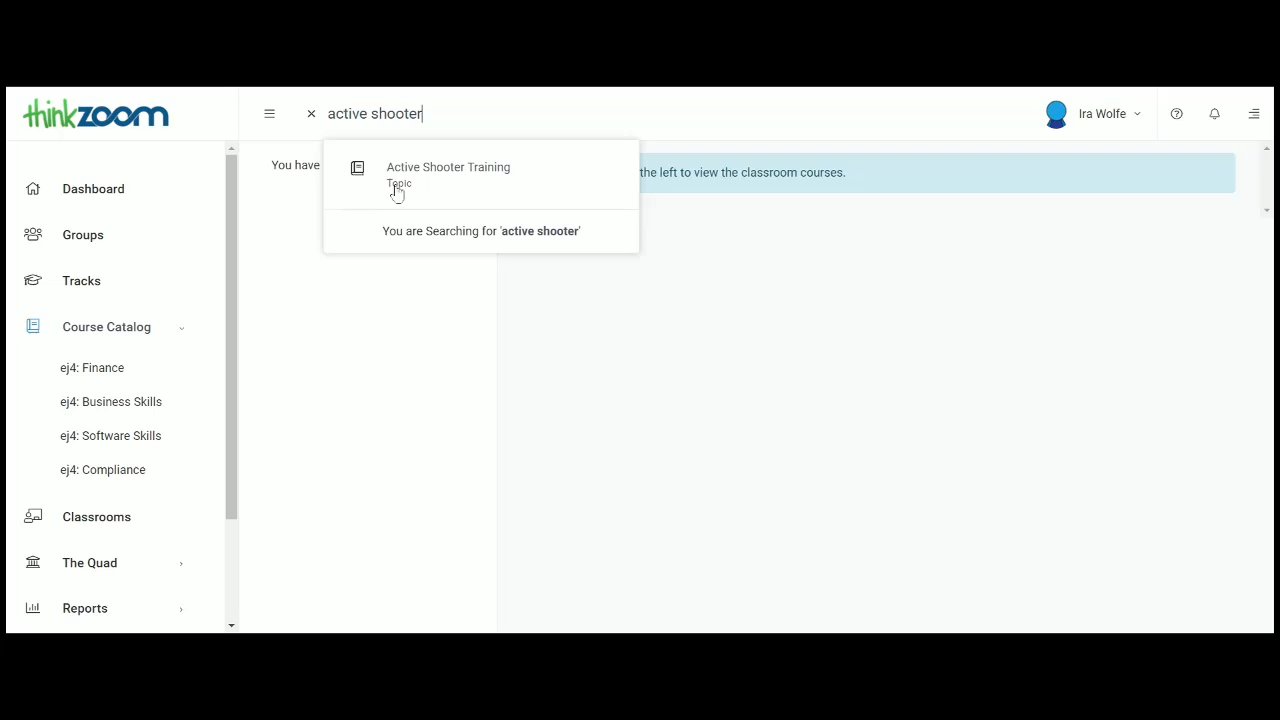 thinkzoom
active shooter
Ira Wolfe
Dashboard
Groups
Tracks
Course Catalog
ej4: Finance
ej4: Business Skills
ej4: Software Skills
ej4: Compliance
Classrooms
The Quad
Reports
You have
Active Shooter Training
Topic
You are Searching for 'active shooter'
the left to view the classroom courses.